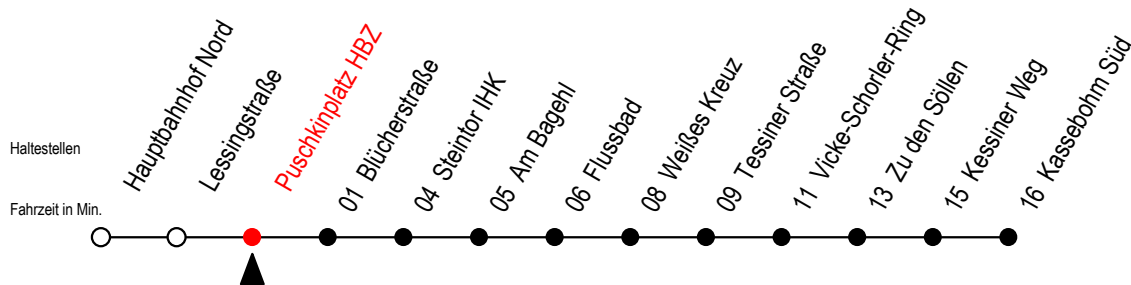 Haltestellen
Fahrzeit in Min.
Hauptbahnhof Nord
Lessingstraße
Puschkinplatz HBZ
01 Blücherstraße
04 Steintor IHK
05 Am Bagehl
06 Flussbad
08 Weißes Kreuz
09 Tessiner Straße
11 Vicke-Schorler-Ring
13 Zu den Söllen
15 Kessiner Weg
16 Kassebohm Süd